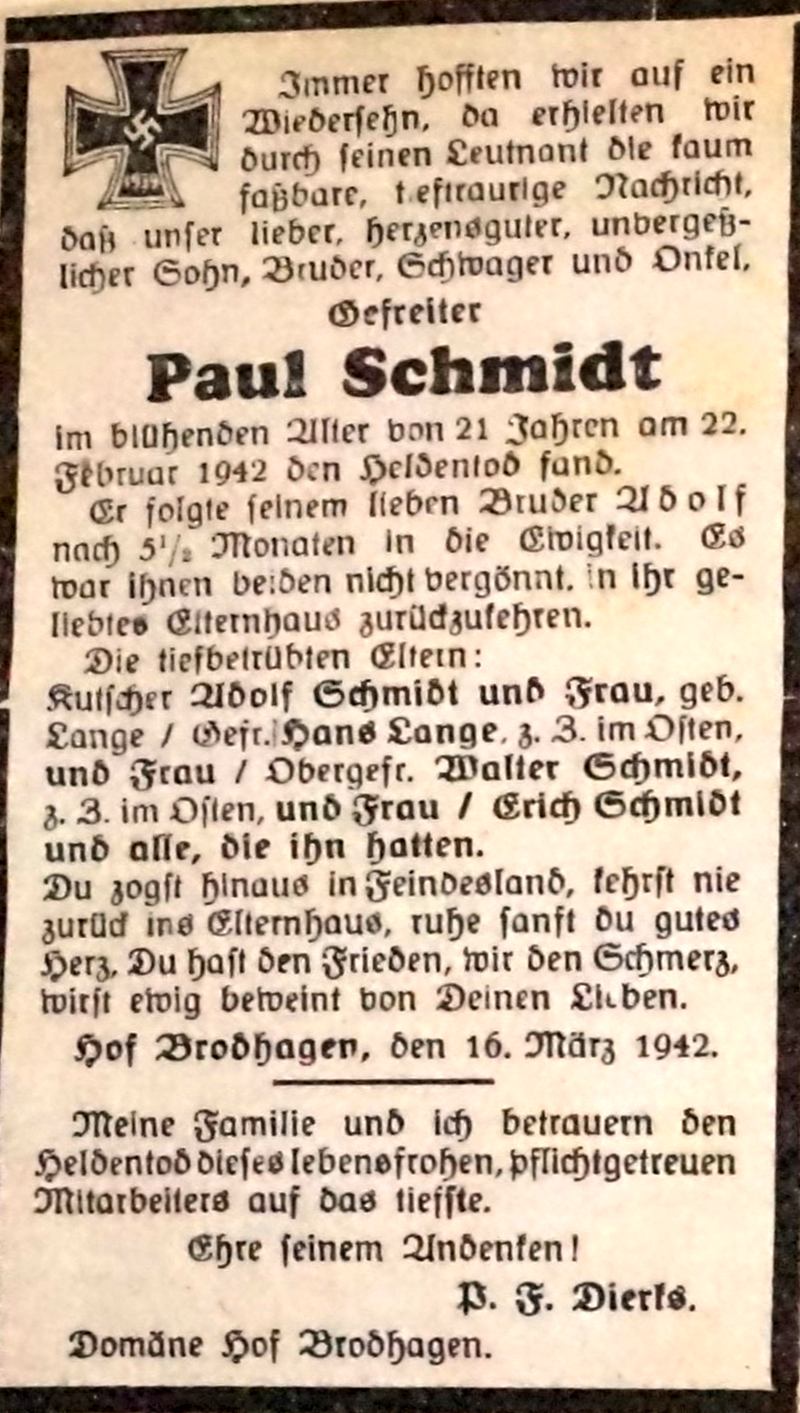 Immer hofften wir auf ein
Wiedersehn, da erhielten wir
durch seinen Leutnant die kaum
faßbare, t.eftraurige Nachricht,
daß unser lieber, herzensguter, unvergeß-
licher Sohn, Bruder, Schwager und Onkel,
Gefreiter
Paul Schmidt
im blühenden Alter von 21 Jahren am 22.
Februar 1942 den Heldentod fand.
Er folgte seinem lieben Bruder Adolf
nach 5½ Monaten in die Ewigkeit. Es
war ihnen beiden nicht vergönnt, in ihr ge-
liebtes Elternhaus zurückzukehren.
Die tiefbetrübten Eltern:
Kutscher Adolf Schmidt und Frau, geb.
Lange / Gefr. Hans Lange, z. Z. im Osten,
und Frau / Obergefr. Walter Schmidt,
z. Z. im Osten, und Frau / Erich Schmidt
und alle, die ihn hatten.
Du zogst hinaus in Feindesland, kehrst nie
zurück ins Elternhaus, ruhe sanft du gutes
Herz, Du hast den Frieden, wir den Schmerz,
wirst ewig beweint von Deinen Lieben.
Hof Brodhagen, den 16. März 1942.
Meine Familie und ich betrauern den
Heldentod dieses lebensfrohen, pflichtgetreuen
Mitarbeiters auf das tiefste.
Ehre seinem Andenken!
P. F. Dierks.
Domäne Hof Brodhagen.